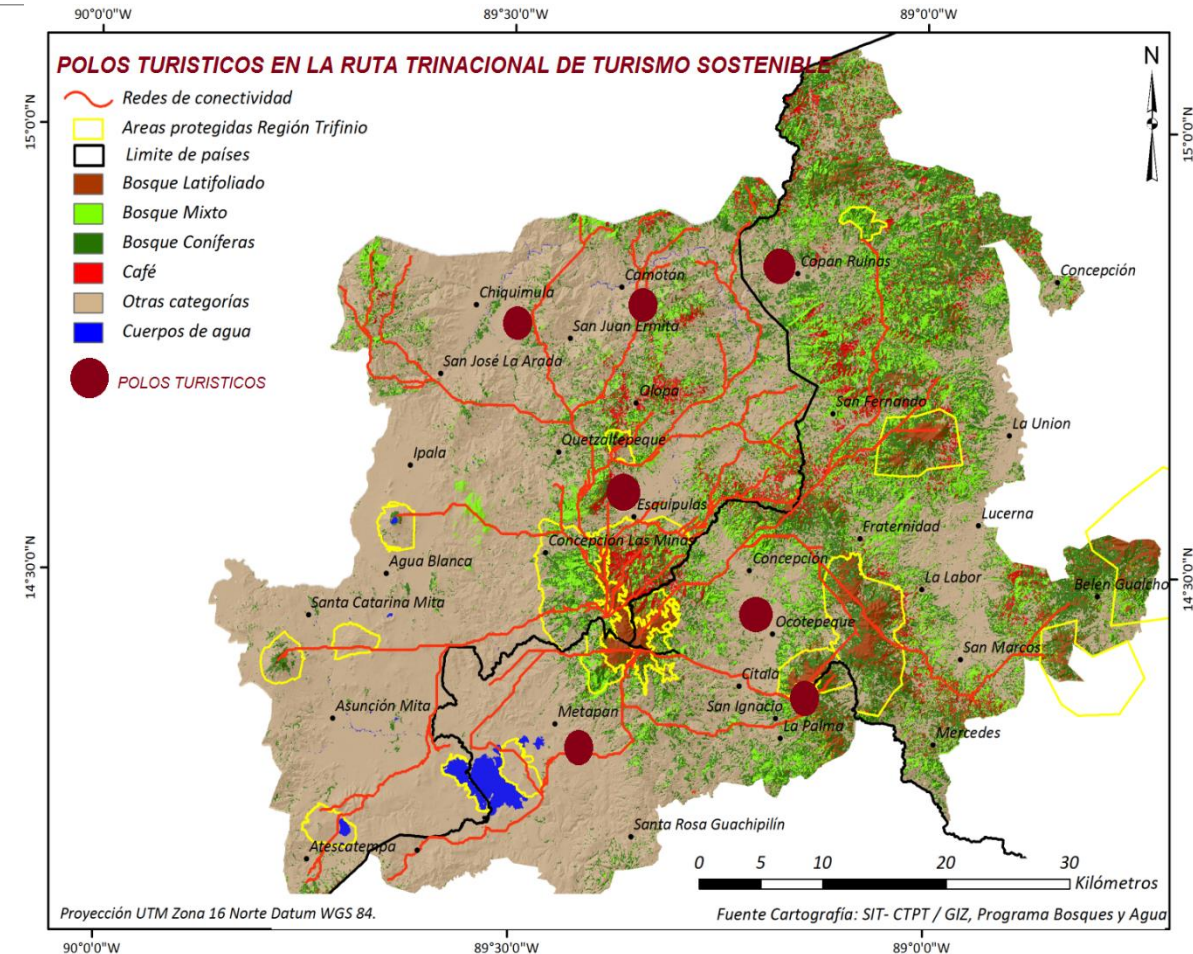 90°0'0"W 89°30'0"W 89°0'0"W
POLOS TURISTICOS EN LA RUTA TRINACIONAL DE TURISMO SOSTENIBLE
N
Redes de conectividad
Areas protegidas Región Trifinio
15°0'0"N
15°0'0"N
Limite de países
Bosque Latifoliado
Bosque Mixto
Bosque Coníferas
Café
Otras categorías
Cuerpos de agua
POLOS TURISTICOS
Copan Ruinas
Concepción
Camotán
Chiquimula
San Juan Ermita
San José La Arada
Olopa
San Fernando
La Union
Quetzaltepeque
Ipala
Esquipulas
Lucerna
Fraternidad
Concepción Las Minas
Concepción
Agua Blanca
14°30'0"N
14°30'0"N
La Labor
Belen Gualcho
Santa Catarina Mita
Ocotepeque
San Marcos
Citala
Asunción Mita
Metapan
San Ignacio
La Palma
Mercedes
Santa Rosa Guachipilín
Atescatempa
0 5 10 20 30
Kilómetros
Proyección UTM Zona 16 Norte Datum WGS 84.
Fuente Cartografía: SIT- CTPT / GIZ, Programa Bosques y Agua
90°0'0"W 89°30'0"W 89°0'0"W